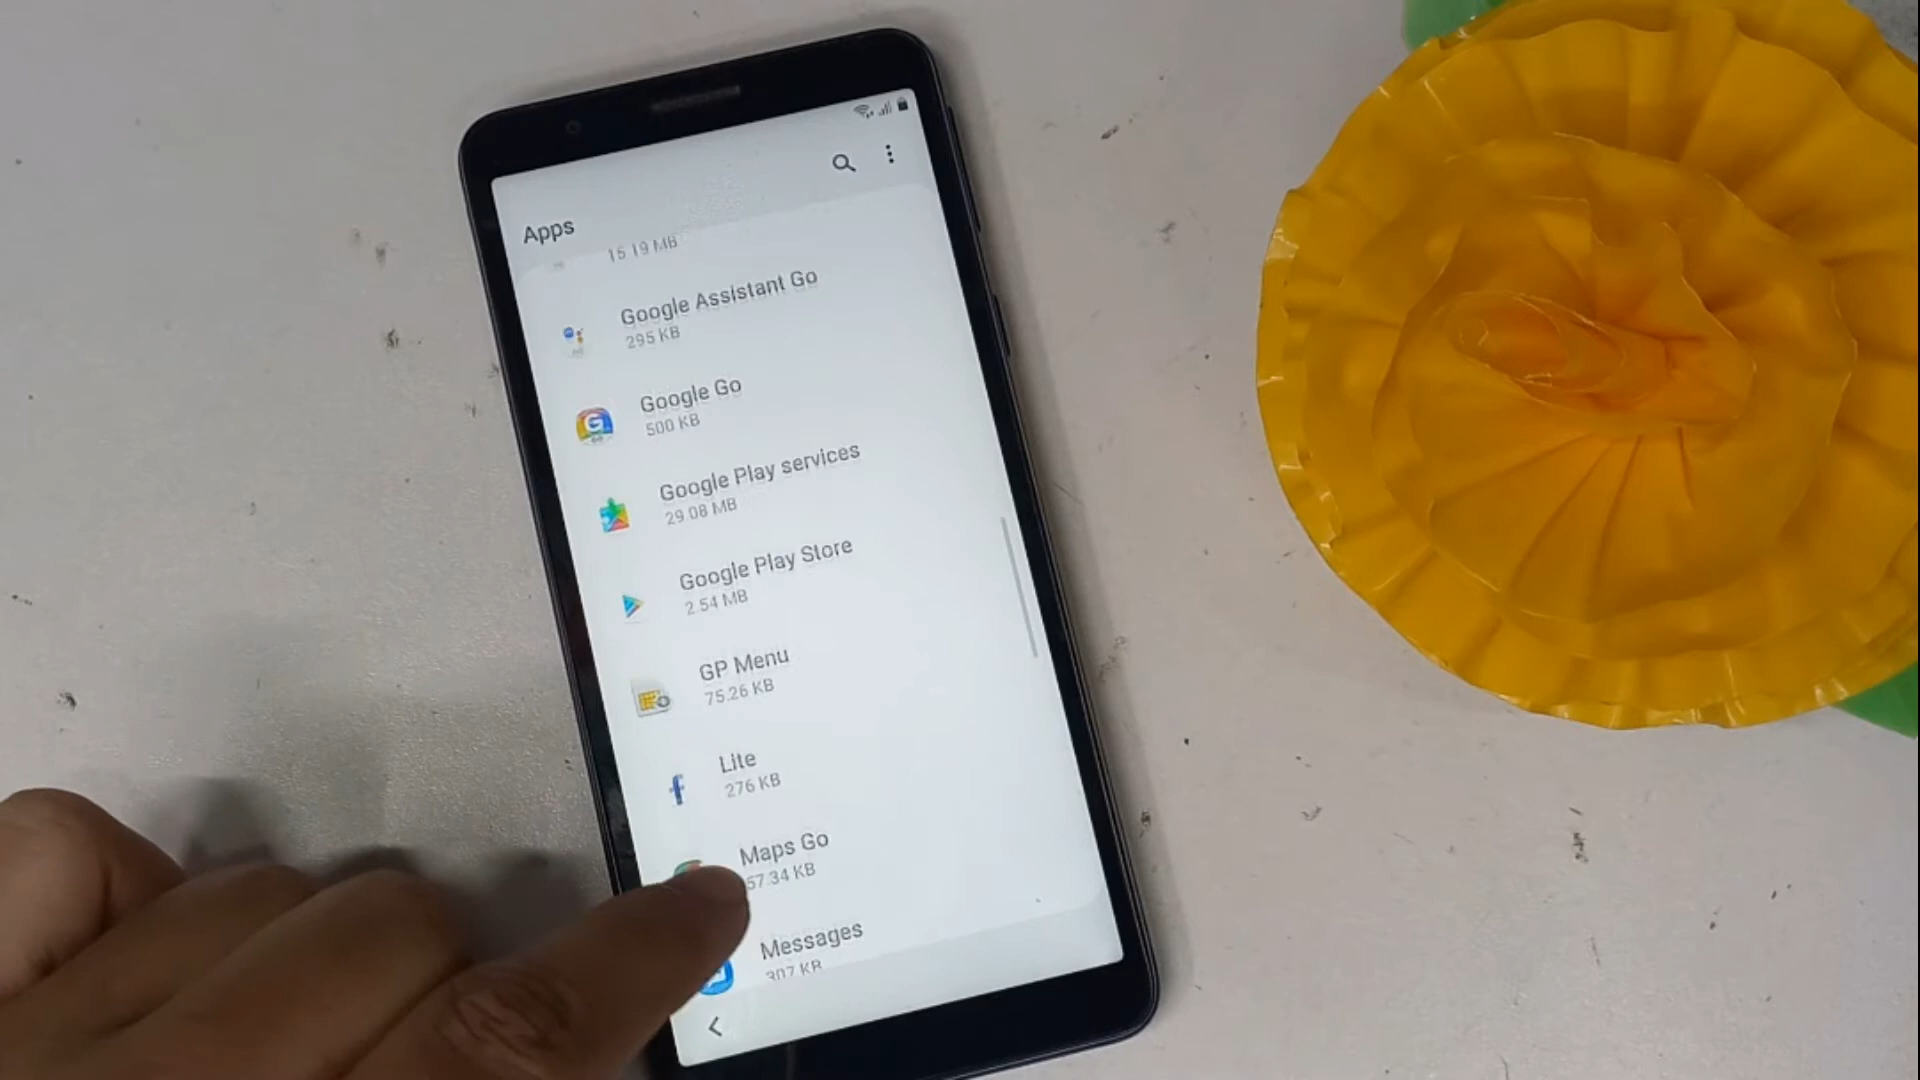 Apps
15.19 MB
Google Assistant Go
295 KB
Google Go
500 KB
Google Play services
29.08 MB
Google Play Store
2.54 MB
GP Menu
75.26 KB
Lite
276 KB
Maps Go
57.34 KB
Messages
307 KB